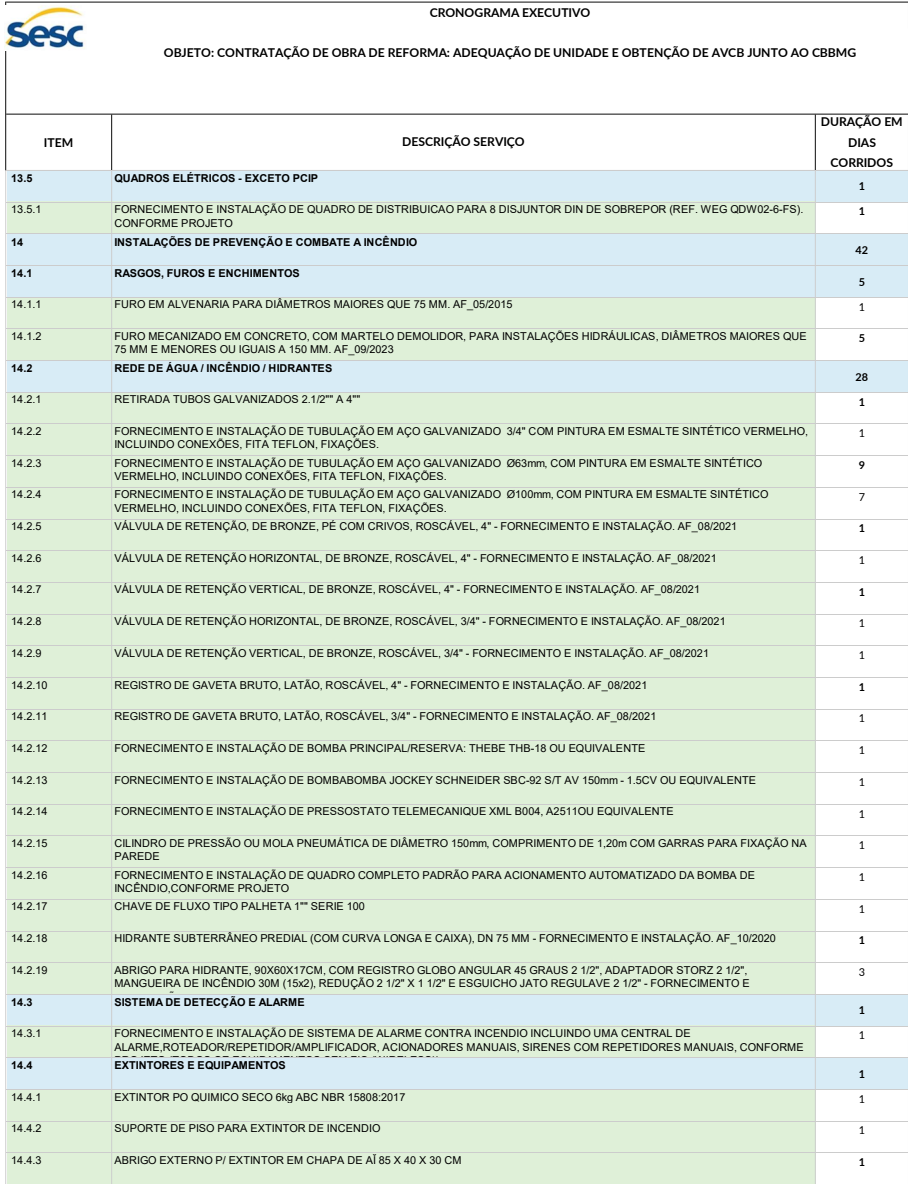 Sesc
CRONOGRAMA EXECUTIVO
OBJETO: CONTRATAÇÃO DE OBRA DE REFORMA: ADEQUAÇÃO DE UNIDADE E OBTENÇÃO DE AVCB JUNTO AO CBBMG
ITEM DESCRIÇÃO SERVIÇO DURAÇÃO EM
DIAS
CORRIDOS
13.5 QUADROS ELÉTRICOS - EXCETO PCIP 1
13.5.1 FORNECIMENTO E INSTALAÇÃO DE QUADRO DE DISTRIBUICAO PARA 8 DISJUNTOR DIN DE SOBREPOR (REF. WEG QDW02-6-FS). 1
CONFORME PROJETO
14 INSTALAÇÕES DE PREVENÇÃO E COMBATE A INCÊNDIO 42
14.1 RASGOS, FUROS E ENCHIMENTOS 5
14.1.1 FURO EM ALVENARIA PARA DIÂMETROS MAIORES QUE 75 MM. AF_05/2015 1
14.1.2 FURO MECANIZADO EM CONCRETO, COM MARTELO DEMOLIDOR, PARA INSTALAÇÕES HIDRÁULICAS, DIÂMETROS MAIORES QUE 5
75 MM E MENORES OU IGUAIS A 150 MM. AF_09/2023
14.2 REDE DE ÁGUA / INCÊNDIO / HIDRANTES 28
14.2.1 RETIRADA TUBOS GALVANIZADOS 2.1/2"" A 4"" 1
14.2.2 FORNECIMENTO E INSTALAÇÃO DE TUBULAÇÃO EM AÇO GALVANIZADO 3/4" COM PINTURA EM ESMALTE SINTÉTICO VERMELHO, 1
INCLUINDO CONEXÕES, FITA TEFLON, FIXAÇÕES.
14.2.3 FORNECIMENTO E INSTALAÇÃO DE TUBULAÇÃO EM AÇO GALVANIZADO Ø63mm, COM PINTURA EM ESMALTE SINTÉTICO 9
VERMELHO, INCLUINDO CONEXÕES, FITA TEFLON, FIXAÇÕES.
14.2.4 FORNECIMENTO E INSTALAÇÃO DE TUBULAÇÃO EM AÇO GALVANIZADO Ø100mm, COM PINTURA EM ESMALTE SINTÉTICO 7
VERMELHO, INCLUINDO CONEXÕES, FITA TEFLON, FIXAÇÕES.
14.2.5 VÁLVULA DE RETENÇÃO, DE BRONZE, PÉ COM CRIVOS, ROSCÁVEL, 4" - FORNECIMENTO E INSTALAÇÃO. AF_08/2021 1
14.2.6 VÁLVULA DE RETENÇÃO HORIZONTAL, DE BRONZE, ROSCÁVEL, 4" - FORNECIMENTO E INSTALAÇÃO. AF_08/2021 1
14.2.7 VÁLVULA DE RETENÇÃO VERTICAL, DE BRONZE, ROSCÁVEL, 4" - FORNECIMENTO E INSTALAÇÃO. AF_08/2021 1
14.2.8 VÁLVULA DE RETENÇÃO HORIZONTAL, DE BRONZE, ROSCÁVEL, 3/4" - FORNECIMENTO E INSTALAÇÃO. AF_08/2021 1
14.2.9 VÁLVULA DE RETENÇÃO VERTICAL, DE BRONZE, ROSCÁVEL, 3/4" - FORNECIMENTO E INSTALAÇÃO. AF_08/2021 1
14.2.10 REGISTRO DE GAVETA BRUTO, LATÃO, ROSCÁVEL, 4" - FORNECIMENTO E INSTALAÇÃO. AF_08/2021 1
14.2.11 REGISTRO DE GAVETA BRUTO, LATÃO, ROSCÁVEL, 3/4" - FORNECIMENTO E INSTALAÇÃO. AF_08/2021 1
14.2.12 FORNECIMENTO E INSTALAÇÃO DE BOMBA PRINCIPAL/RESERVA: THEBE THB-18 OU EQUIVALENTE 1
14.2.13 FORNECIMENTO E INSTALAÇÃO DE BOMBABOMBA JOCKEY SCHNEIDER SBC-92 S/T AV 150mm - 1.5CV OU EQUIVALENTE 1
14.2.14 FORNECIMENTO E INSTALAÇÃO DE PRESSOSTATO TELEMECANIQUE XML B004, A2511OU EQUIVALENTE 1
14.2.15 CILINDRO DE PRESSÃO OU MOLA PNEUMÁTICA DE DIÂMETRO 150mm, COMPRIMENTO DE 1,20m COM GARRAS PARA FIXAÇÃO NA 1
PAREDE
14.2.16 FORNECIMENTO E INSTALAÇÃO DE QUADRO COMPLETO PADRÃO PARA ACIONAMENTO AUTOMATIZADO DA BOMBA DE 1
INCÊNDIO,CONFORME PROJETO
14.2.17 CHAVE DE FLUXO TIPO PALHETA 1"" SERIE 100 1
14.2.18 HIDRANTE SUBTERRÂNEO PREDIAL (COM CURVA LONGA E CAIXA), DN 75 MM - FORNECIMENTO E INSTALAÇÃO. AF_10/2020 1
14.2.19 ABRIGO PARA HIDRANTE, 90X60X17CM, COM REGISTRO GLOBO ANGULAR 45 GRAUS 2 1/2", ADAPTADOR STORZ 2 1/2", 3
MANGUEIRA DE INCÊNDIO 30M (15x2), REDUÇÃO 2 1/2" X 1 1/2" E ESGUICHO JATO REGULAVE 2 1/2" - FORNECIMENTO E
14.3 SISTEMA DE DETECÇÃO E ALARME 1
14.3.1 FORNECIMENTO E INSTALAÇÃO DE SISTEMA DE ALARME CONTRA INCENDIO INCLUINDO UMA CENTRAL DE 1
ALARME,ROTEADOR/REPETIDOR/AMPLIFICADOR, ACIONADORES MANUAIS, SIRENES COM REPETIDORES MANUAIS, CONFORME
14.4 EXTINTORES E EQUIPAMENTOS 1
14.4.1 EXTINTOR PO QUIMICO SECO 6kg ABC NBR 15808:2017 1
14.4.2 SUPORTE DE PISO PARA EXTINTOR DE INCENDIO 1
14.4.3 ABRIGO EXTERNO P/ EXTINTOR EM CHAPA DE AÎ 85 X 40 X 30 CM 1